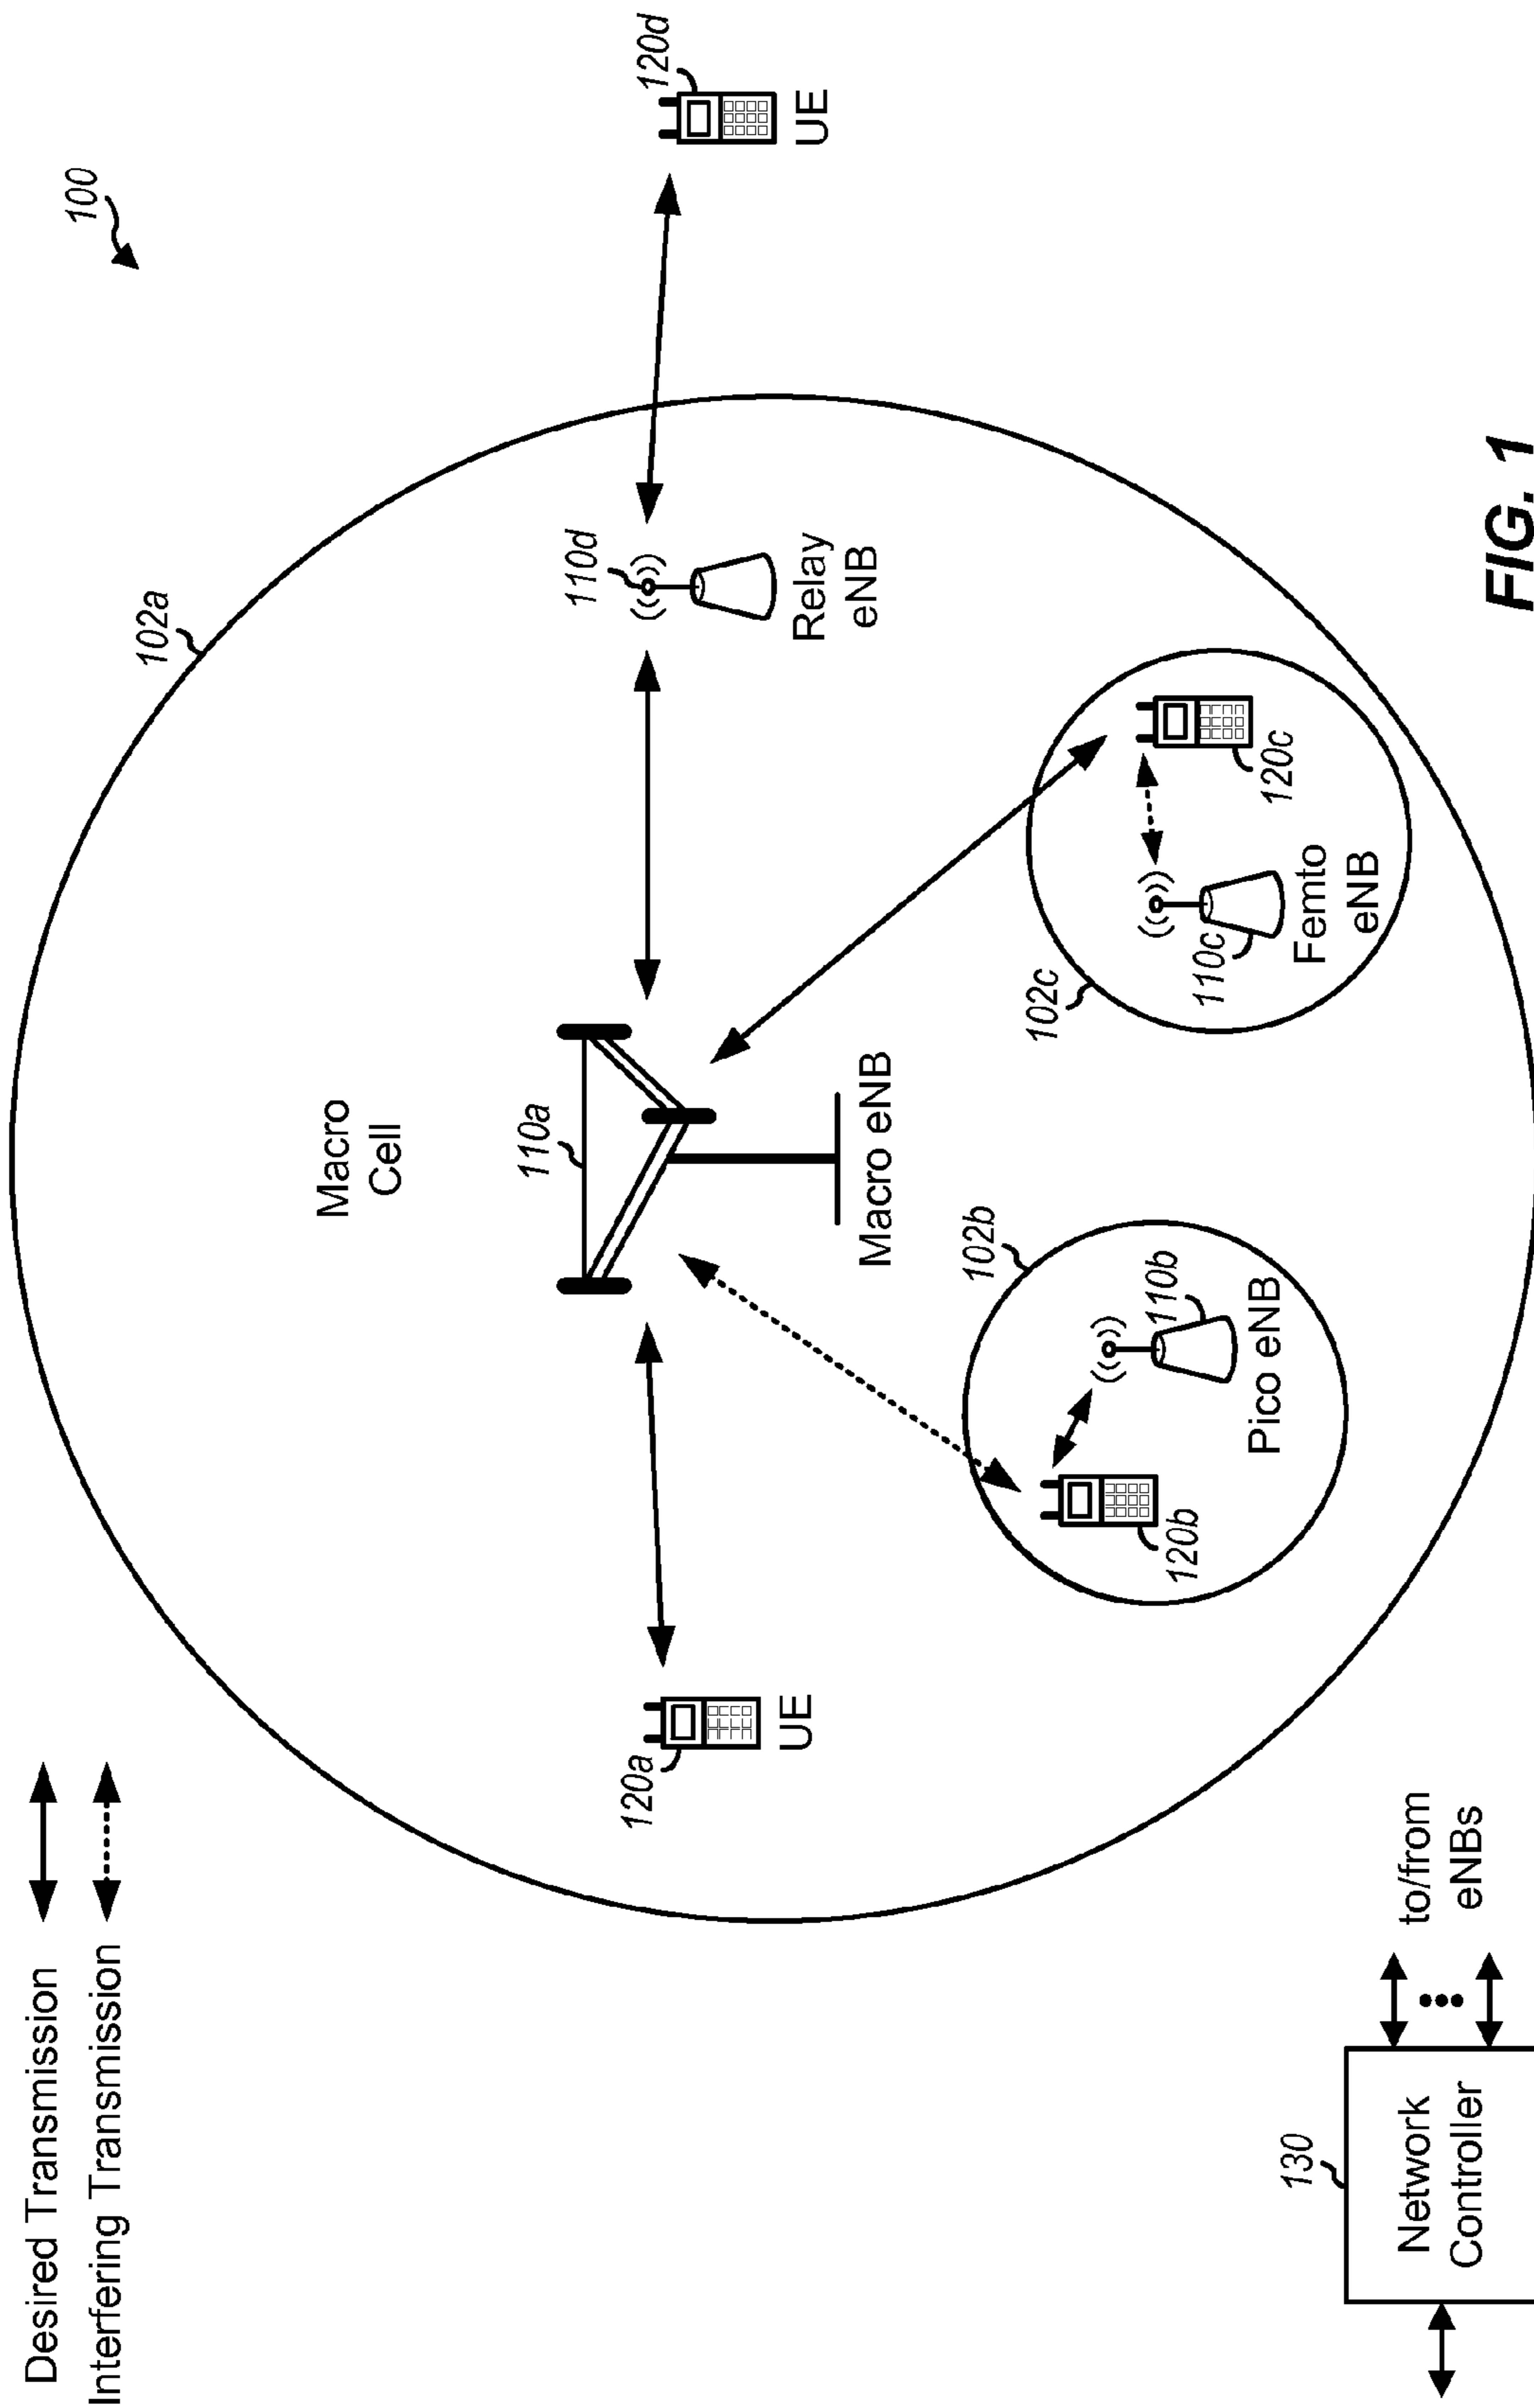 Desired Transmission
Interfering Transmission
100
102a
Macro
Cell
110a
Macro eNB
120a
UE
110d
Relay
eNB
120d
UE
102b
110b
Pico eNB
120b
102c
110c
Femto
eNB
120c
130
Network
Controller
to/from
eNBs
FIG. 1